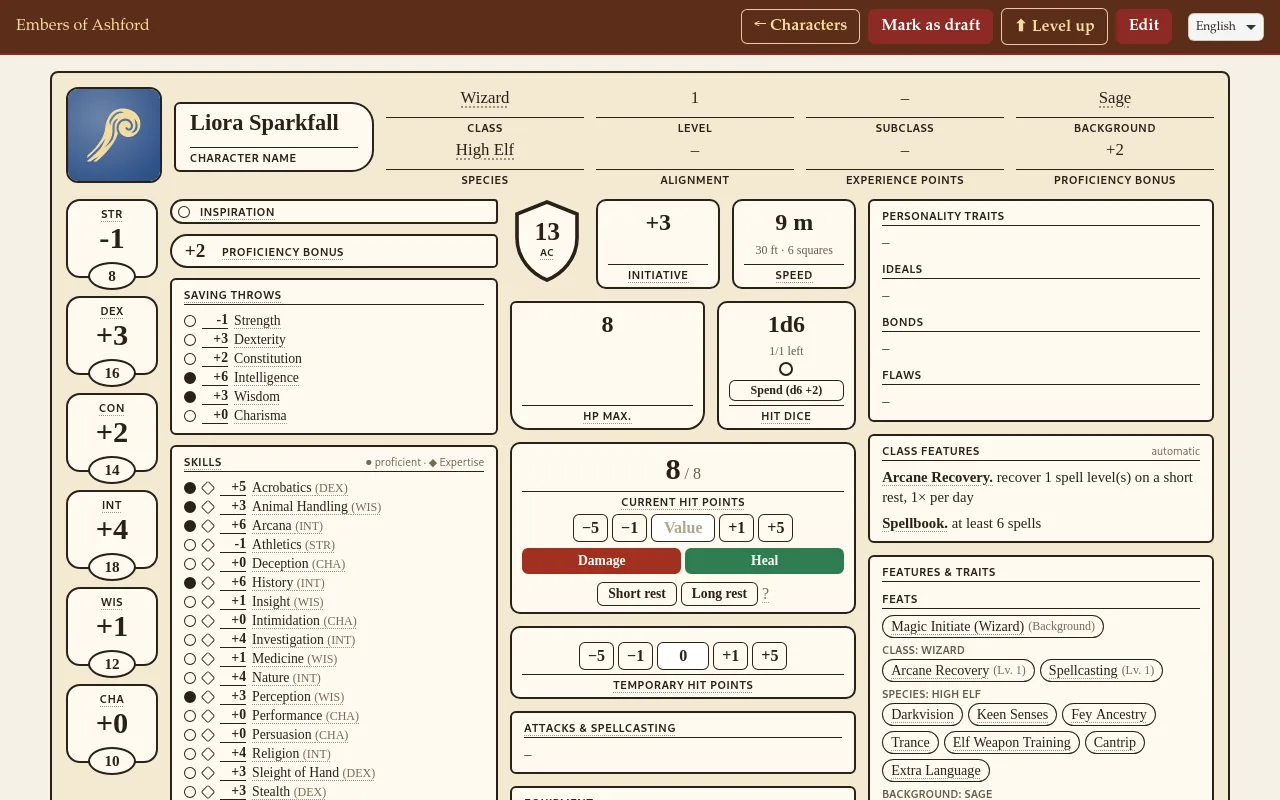 Embers of Ashford
← Characters
Mark as draft
⬆ Level up
Edit
English
Liora Sparkfall
CHARACTER NAME
Wizard
CLASS
1
LEVEL
–
SUBCLASS
Sage
BACKGROUND
High Elf
SPECIES
–
ALIGNMENT
–
EXPERIENCE POINTS
+2
PROFICIENCY BONUS
STR
-1
8
DEX
+3
16
CON
+2
14
INT
+4
18
WIS
+1
12
CHA
+0
10
INSPIRATION
+2 PROFICIENCY BONUS
SAVING THROWS
-1 Strength
+3 Dexterity
+2 Constitution
+6 Intelligence
+3 Wisdom
+0 Charisma
SKILLS ● proficient · ◆ Expertise
+5 Acrobatics (DEX)
+3 Animal Handling (WIS)
+6 Arcana (INT)
-1 Athletics (STR)
+0 Deception (CHA)
+6 History (INT)
+1 Insight (WIS)
+0 Intimidation (CHA)
+4 Investigation (INT)
+1 Medicine (WIS)
+4 Nature (INT)
+3 Perception (WIS)
+0 Performance (CHA)
+0 Persuasion (CHA)
+4 Religion (INT)
+3 Sleight of Hand (DEX)
+3 Stealth (DEX)
13
AC
+3
INITIATIVE
9 m
30 ft · 6 squares
SPEED
8
HP MAX.
1d6
1/1 left
Spend (d6 +2)
HIT DICE
8 / 8
CURRENT HIT POINTS
−5 −1 Value +1 +5
Damage Heal
Short rest Long rest ?
−5 −1 0 +1 +5
TEMPORARY HIT POINTS
ATTACKS & SPELLCASTING
–
PERSONALITY TRAITS
–
IDEALS
–
BONDS
–
FLAWS
–
CLASS FEATURES automatic
Arcane Recovery. recover 1 spell level(s) on a short
rest, 1× per day
Spellbook. at least 6 spells
FEATURES & TRAITS
FEATS
Magic Initiate (Wizard) (Background)
CLASS: WIZARD
Arcane Recovery (Lv. 1) Spellcasting (Lv. 1)
SPECIES: HIGH ELF
Darkvision Keen Senses Fey Ancestry
Trance Elf Weapon Training Cantrip
Extra Language
BACKGROUND: SAGE